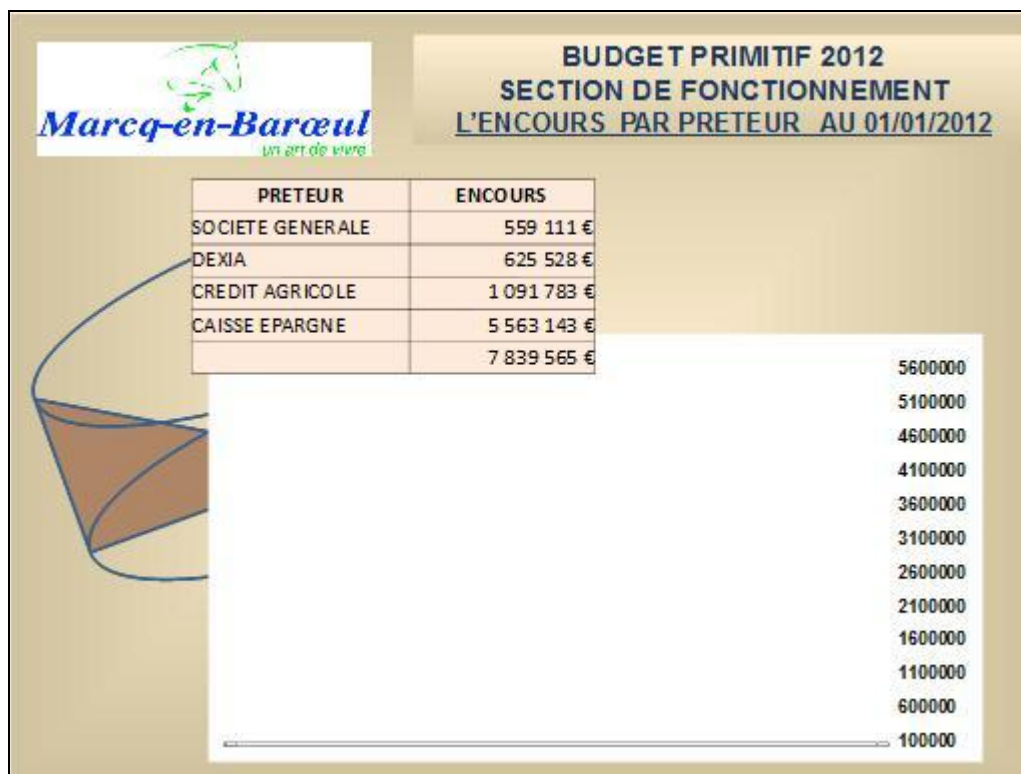 Marcq-en-Barœul
un art de vivre
BUDGET PRIMITIF 2012
SECTION DE FONCTIONNEMENT
L'ENCOURS PAR PRETEUR AU 01/01/2012
PRETEUR ENCOURS
SOCIETE GENERALE 559 111 €
DEXIA 625 528 €
CREDIT AGRICOLE 1 091 783 €
CAISSE EPARGNE 5 563 143 €
7 839 565 €
5600000
5100000
4600000
4100000
3600000
3100000
2600000
2100000
1600000
1100000
600000
100000